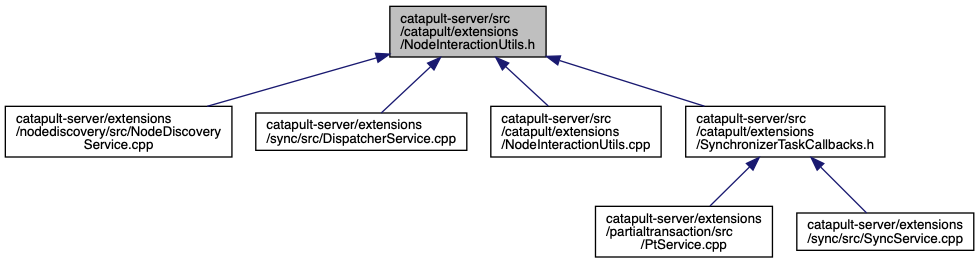 catapult-server/src
/catapult/extensions
/NodeInteractionUtils.h
catapult-server/extensions
/nodediscovery/src/NodeDiscovery
Service.cpp
catapult-server/extensions
/sync/src/DispatcherService.cpp
catapult-server/src
/catapult/extensions
/NodeInteractionUtils.cpp
catapult-server/src
/catapult/extensions
/SynchronizerTaskCallbacks.h
catapult-server/extensions
/partialtransaction/src
/PtService.cpp
catapult-server/extensions
/sync/src/SyncService.cpp